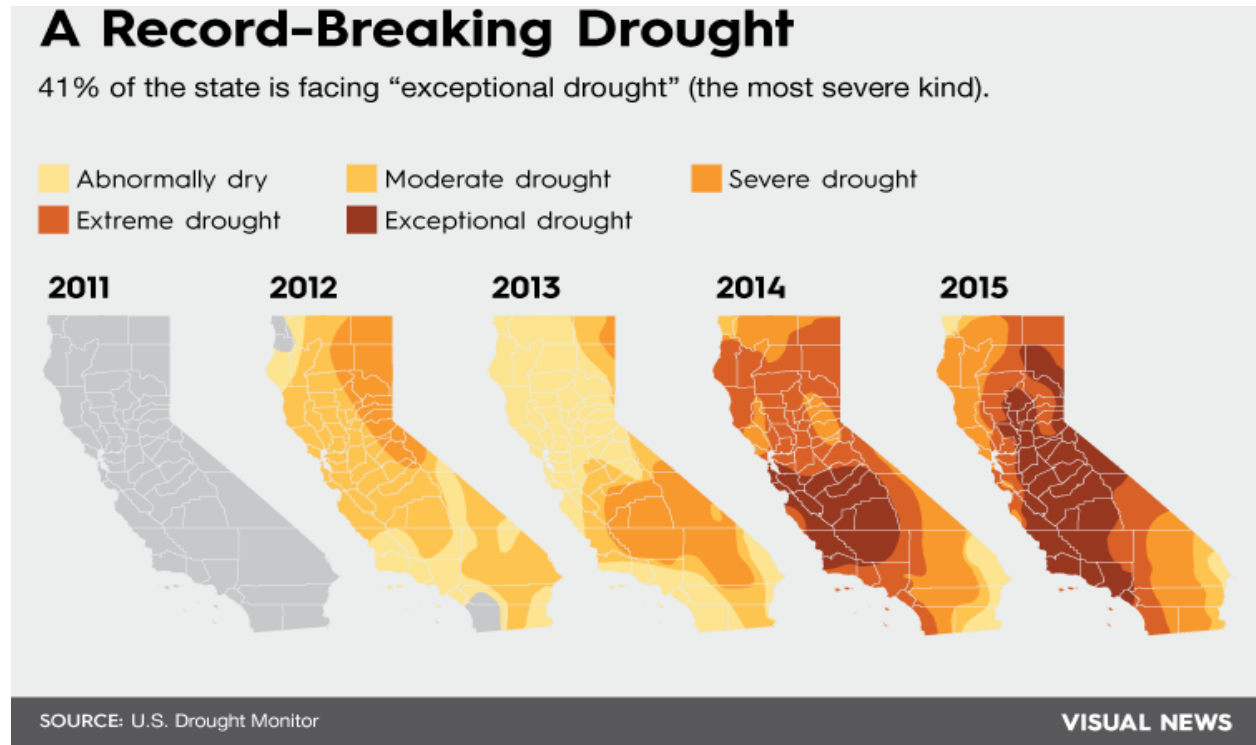 A Record-Breaking Drought
41% of the state is facing “exceptional drought” (the most severe kind).
Abnormally dry
Moderate drought
Severe drought
Extreme drought
Exceptional drought
2011
2012
2013
2014
2015
SOURCE: U.S. Drought Monitor
VISUAL NEWS